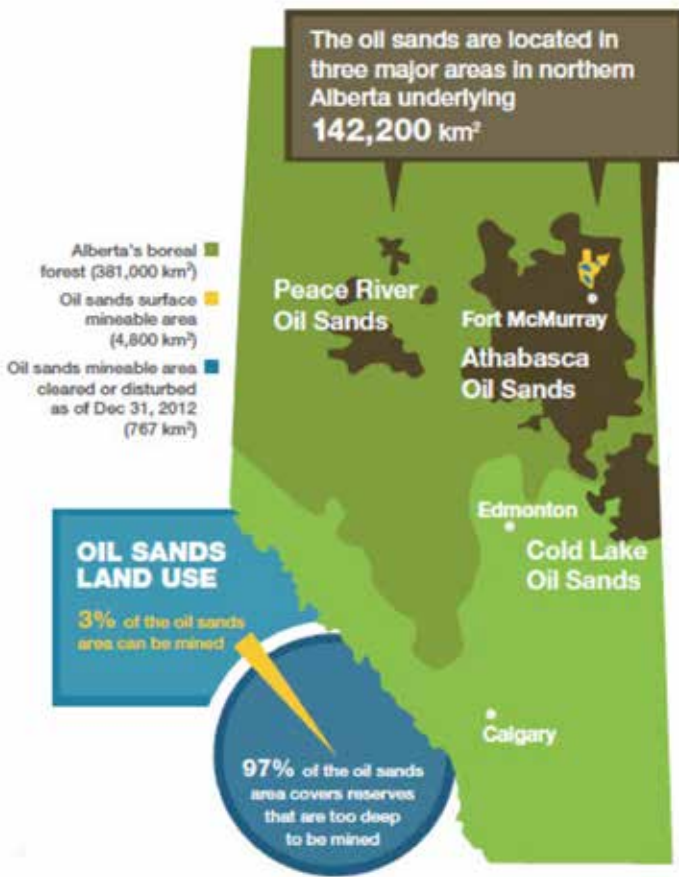 The oil sands are located in
three major areas in northern
Alberta underlying
142,200 km²
Alberta's boreal
forest (381,000 km²)
Oil sands surface
mineable area
(4,800 km²)
Oil sands mineable area
cleared or disturbed
as of Dec 31, 2012
(767 km²)
Peace River
Oil Sands
Fort McMurray
Athabasca
Oil Sands
Edmonton
Cold Lake
Oil Sands
Calgary
OIL SANDS
LAND USE
3% of the oil sands
area can be mined
97% of the oil sands
area covers reserves
that are too deep
to be mined